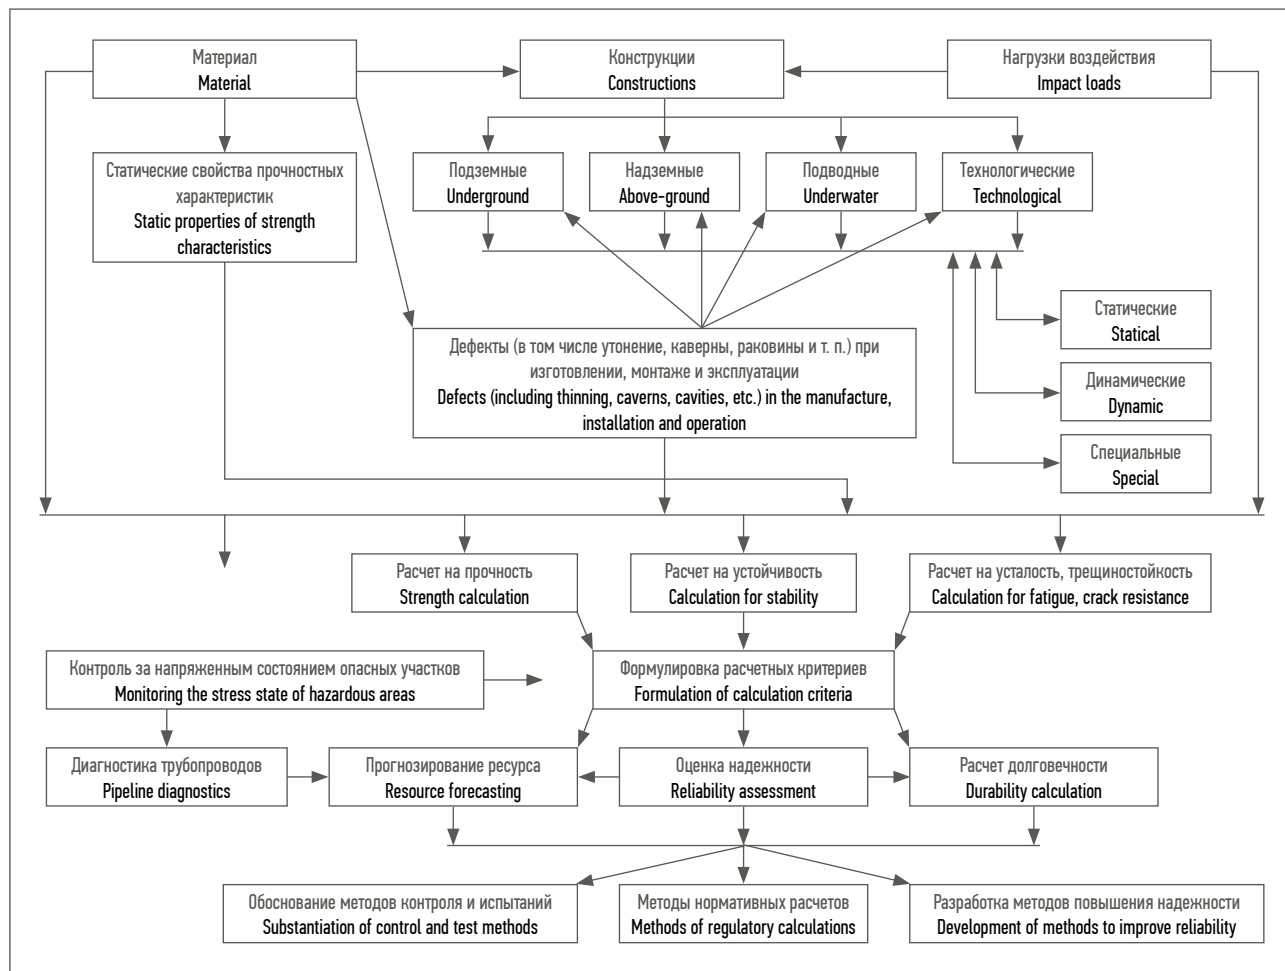 Материал
Material
Конструкции
Constructions
Нагрузки воздействия
Impact loads
Статические свойства прочностных
характеристик
Static properties of strength
characteristics
Подземные
Underground
Надземные
Above-ground
Подводные
Underwater
Технологические
Technological
Статические
Statical
Дефекты (в том числе утонение, каверны, раковины и т. п.) при
изготовлении, монтаже и эксплуатации
Defects (including thinning, caverns, cavities, etc.) in the manufacture,
installation and operation
Динамические
Dynamic
Специальные
Special
Расчет на прочность
Strength calculation
Расчет на устойчивость
Calculation for stability
Расчет на усталость, трещиностойкость
Calculation for fatigue, crack resistance
Контроль за напряженным состоянием опасных участков
Monitoring the stress state of hazardous areas
Формулировка расчетных критериев
Formulation of calculation criteria
Диагностика трубопроводов
Pipeline diagnostics
Прогнозирование ресурса
Resource forecasting
Оценка надежности
Reliability assessment
Расчет долговечности
Durability calculation
Обоснование методов контроля и испытаний
Substantiation of control and test methods
Методы нормативных расчетов
Methods of regulatory calculations
Разработка методов повышения надежности
Development of methods to improve reliability